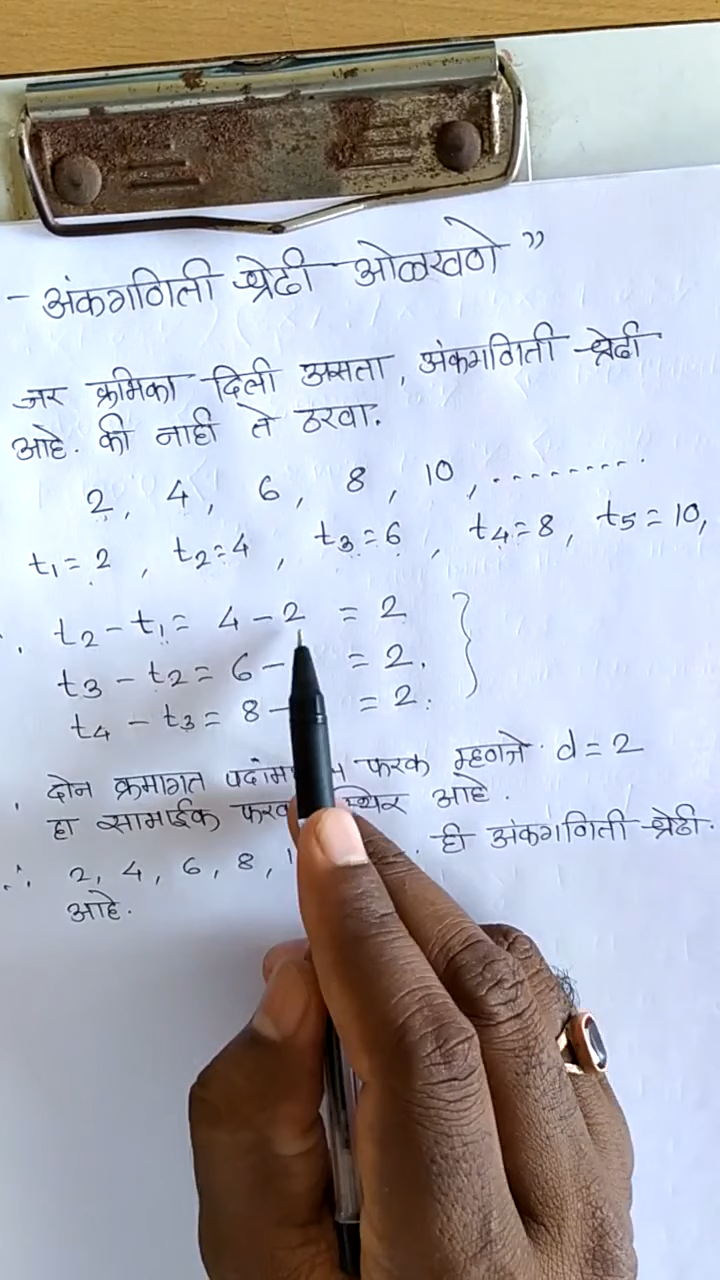 - अंकगणिती श्रेढी ओळखणे ”
जर क्रमिका दिली असता, अंकगणिती श्रेढी
आहे. की नाही ते ठरवा.
2, 4, 6, 8, 10, ........
t₁=2, t₂=4, t₃=6, t₄=8, t₅=10,
t₂-t₁= 4-2 = 2
t₃-t₂= 6- = 2.
t₄-t₃= 8- = 2.
दोन क्रमागत फरक म्हणजे d=2
हा सामाईक आहे.
∴ 2, 4, 6, 8, ही अंकगणिती श्रेढी.
आहे.